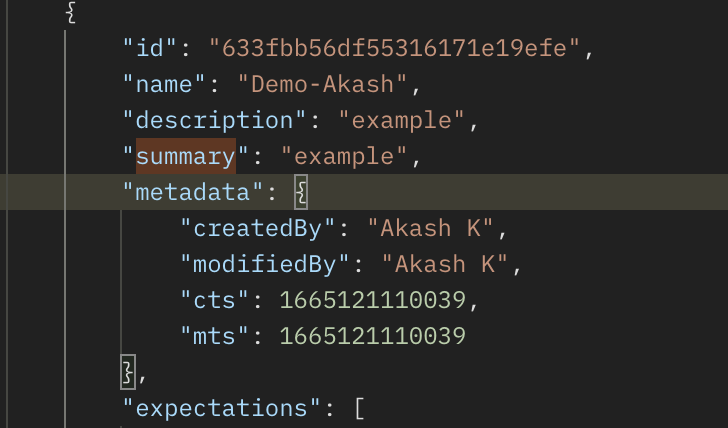 {
"id": "633fbb56df55316171e19efe",
"name": "Demo-Akash",
"description": "example",
"summary": "example",
"metadata": {
"createdBy": "Akash K",
"modifiedBy": "Akash K",
"cts": 1665121110039,
"mts": 1665121110039
},
"expectations": [